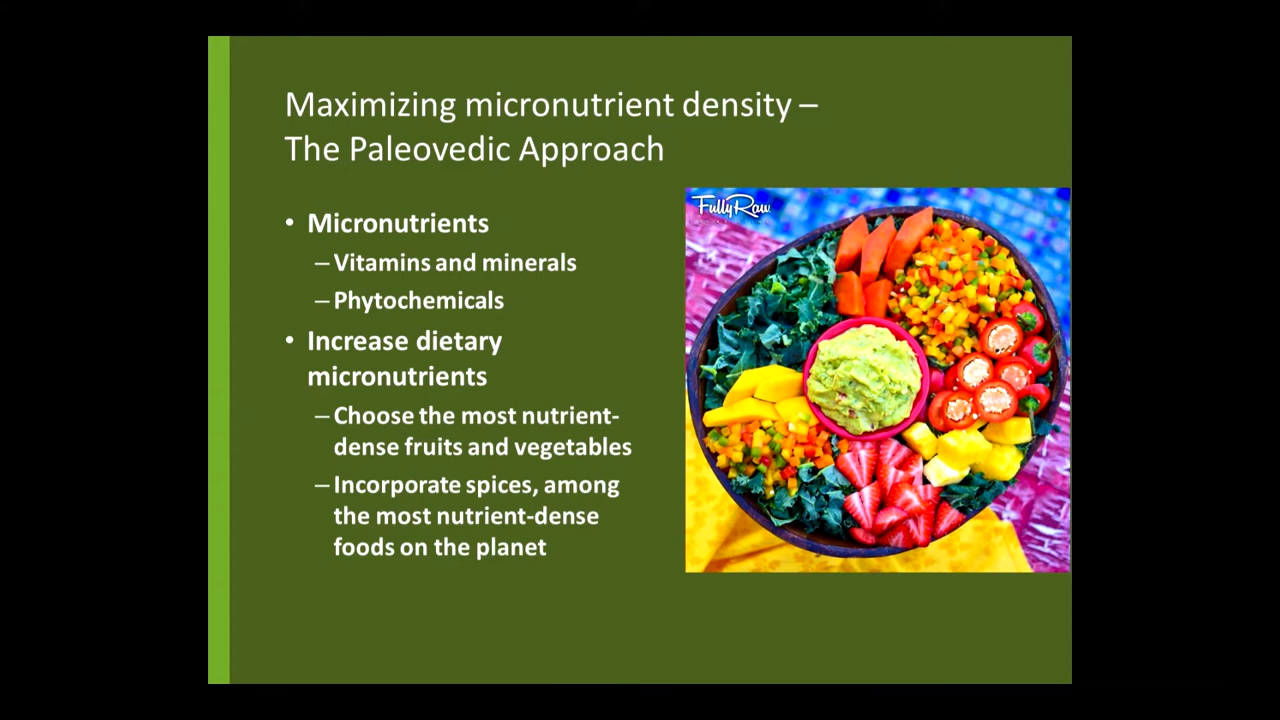 Maximizing micronutrient density –
The Paleovedic Approach
• Micronutrients
– Vitamins and minerals
– Phytochemicals
• Increase dietary
micronutrients
– Choose the most nutrient-
dense fruits and vegetables
– Incorporate spices, among
the most nutrient-dense
foods on the planet
FullyRaw